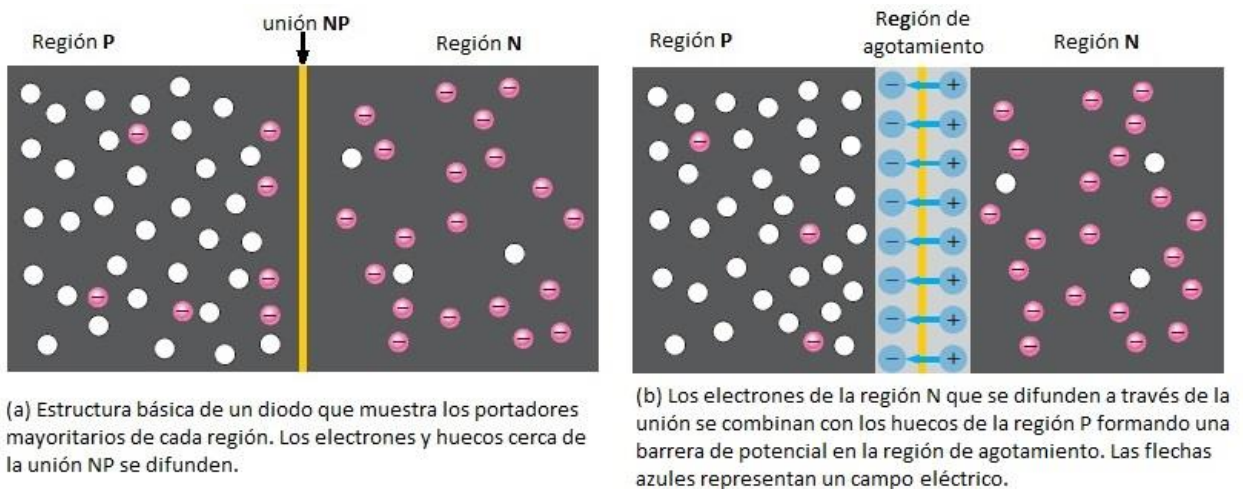 Región P
unión NP
Región N
(a) Estructura básica de un diodo que muestra los portadores
mayoritarios de cada región. Los electrones y huecos cerca de
la unión NP se difunden.
Región P
Región de
agotamiento
Región N
(b) Los electrones de la región N que se difunden a través de la
unión se combinan con los huecos de la región P formando una
barrera de potencial en la región de agotamiento. Las flechas
azules representan un campo eléctrico.